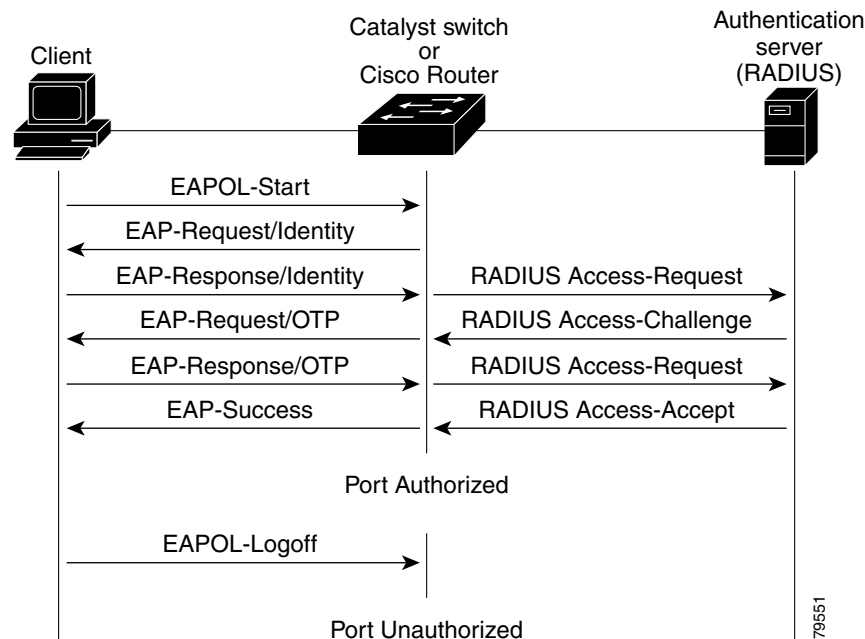 Client
Catalyst switch
or
Cisco Router
Authentication
server
(RADIUS)
EAPOL-Start
EAP-Request/Identity
EAP-Response/Identity
RADIUS Access-Request
EAP-Request/OTP
RADIUS Access-Challenge
EAP-Response/OTP
RADIUS Access-Request
EAP-Success
RADIUS Access-Accept
Port Authorized
EAPOL-Logoff
Port Unauthorized
79551